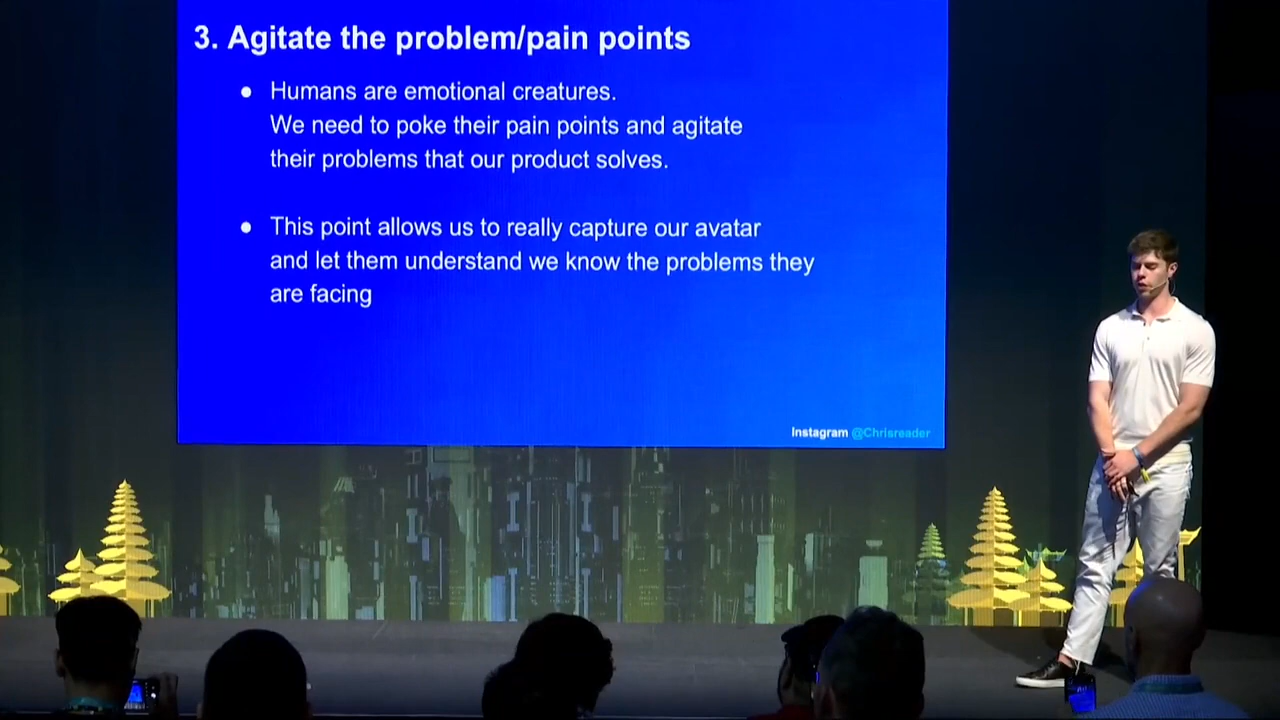 3. Agitate the problem/pain points
● Humans are emotional creatures.
We need to poke their pain points and agitate
their problems that our product solves.
● This point allows us to really capture our avatar
and let them understand we know the problems they
are facing
Instagram @Chrisreader